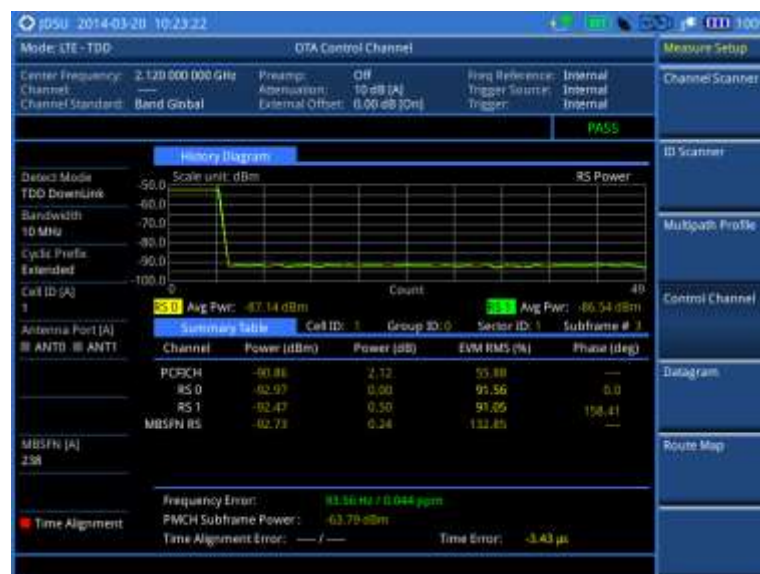 JDSU 2014-03-20 10:23:22 100%
Mode: LTE - TDD OTA Control Channel Measure Setup
Center Frequency: 2.120 000 000 GHz Preamp: Off Freq Reference: Internal
Channel: ---- Attenuation: 10 dB [A] Trigger Source: Internal
Channel Standard: Band Global External Offset: 0.00 dB [On] Trigger: Internal
Channel Scanner
PASS
ID Scanner
History Diagram
Detect Mode
TDD DownLink
Scale unit: dBm RS Power
-50.0
-60.0
-70.0
-80.0
-90.0
-100.0
0 Count 49
Bandwidth
10 MHz
Multipath Profile
Cyclic Prefix
Extended
Cell ID [A]
1
Control Channel
RS 0 Avg Pwr: -87.14 dBm RS 1 Avg Pwr: -86.54 dBm
Antenna Port [A]
ANT0 ANT1
Summary Table Cell ID: 1 Group ID: 0 Sector ID: 1 Subframe # 3
Channel Power (dBm) Power (dB) EVM RMS (%) Phase (deg)
PCFICH -90.86 2.12 55.88 ----
RS 0 -92.97 0.00 91.56 0.0
RS 1 -92.47 0.50 91.05 158.41
MBSFN RS -92.73 0.24 132.85 ----
Datagram
MBSFN [A]
238
Route Map
Frequency Error: 93.56 Hz / 0.044 ppm
PMCH Subframe Power: -63.79 dBm
Time Alignment
Time Alignment Error: ---- / ---- Time Error: -3.43 µs